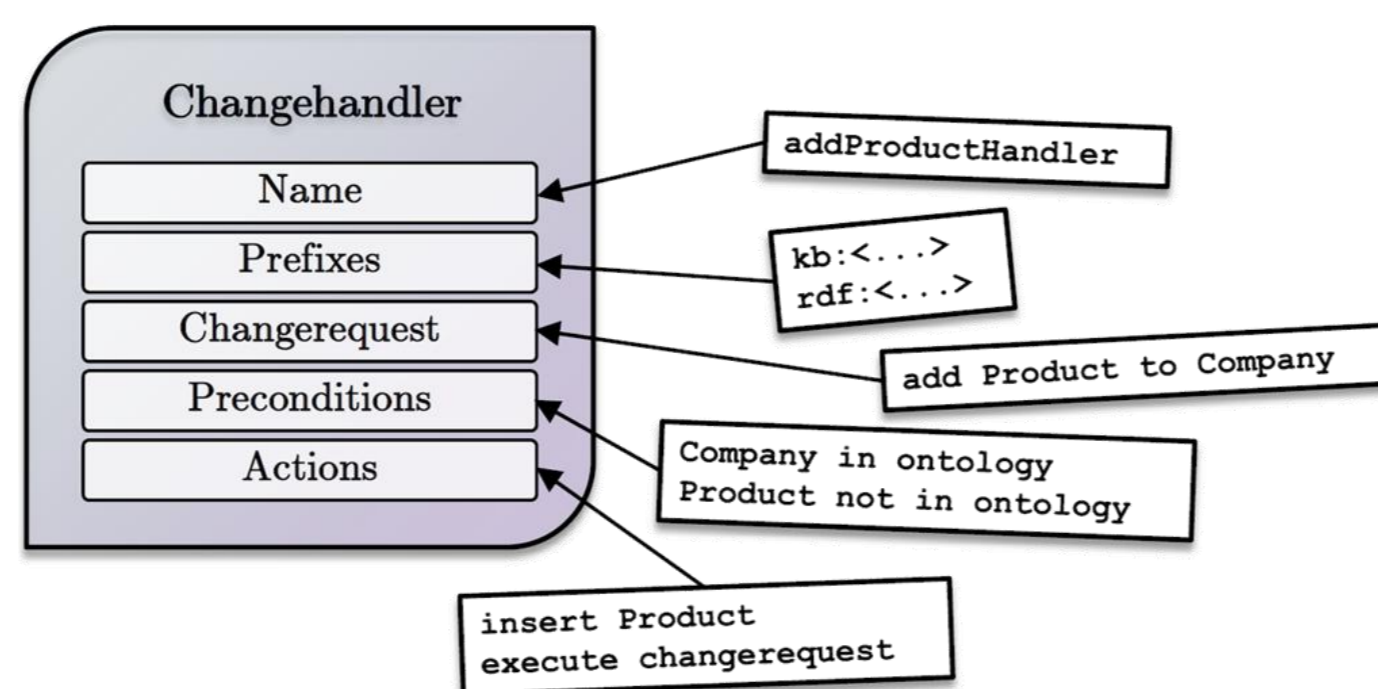 Changehandler
Name
Prefixes
Changerequest
Preconditions
Actions
addProductHandler
kb:<...>
rdf:<...>
add Product to Company
Company in ontology
Product not in ontology
insert Product
execute changerequest